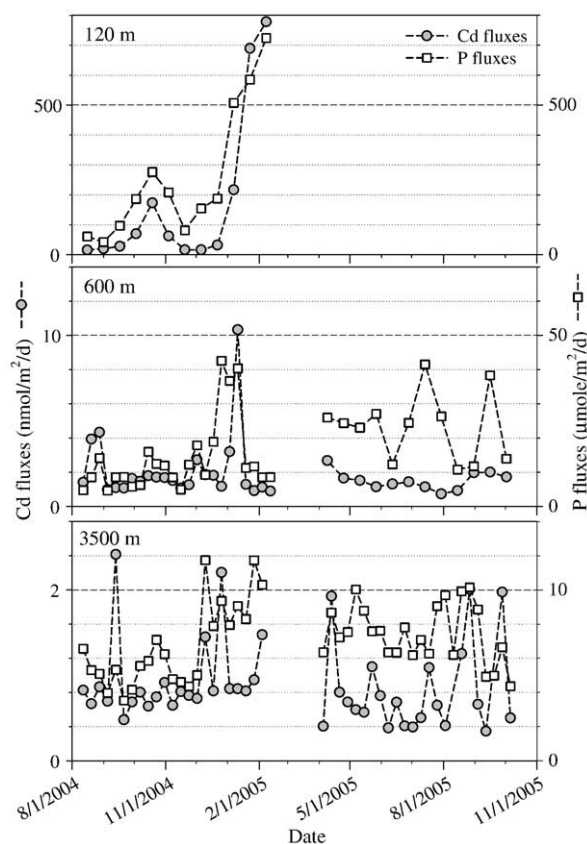 120 m
Cd fluxes
P fluxes
500
500
0
0
600 m
10
50
0
0
3500 m
2
10
0
0
Cd fluxes (nmol/m²/d)
P fluxes (μmole/m²/d)
8/1/2004
11/1/2004
2/1/2005
5/1/2005
8/1/2005
11/1/2005
Date